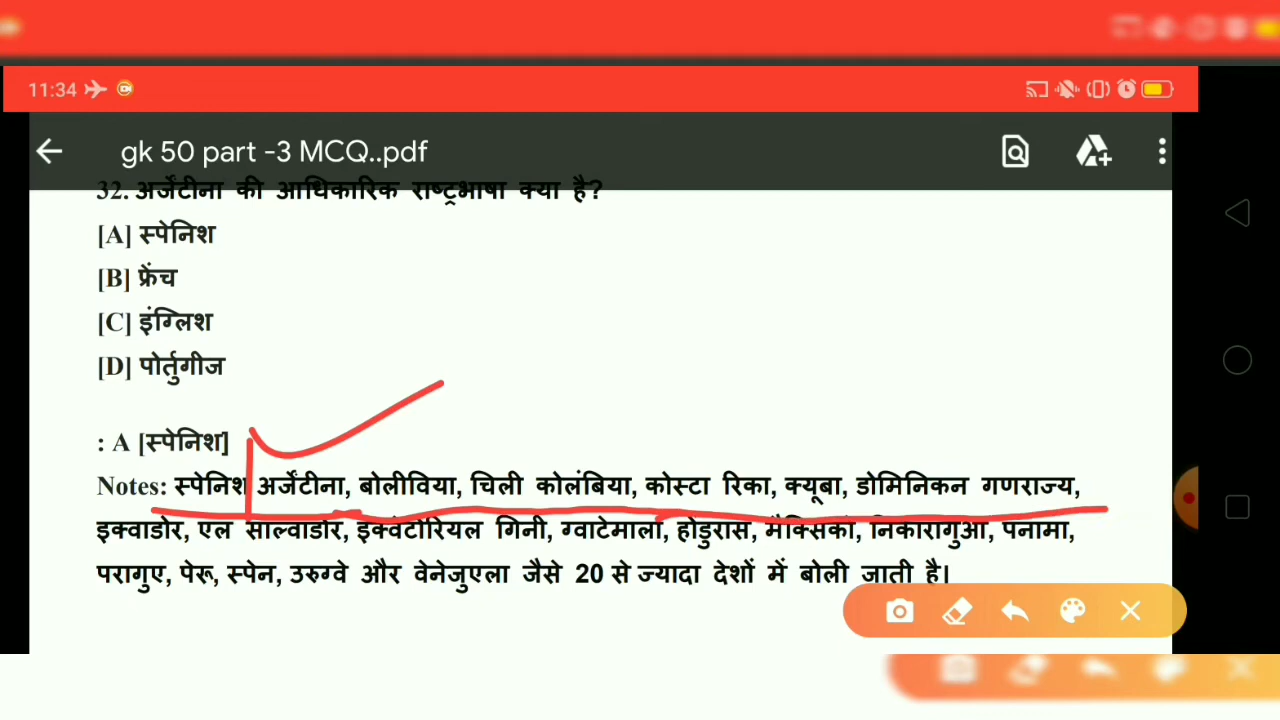 11:34
gk 50 part -3 MCQ..pdf
32. अर्जेंटीना की आधिकारिक राष्ट्रभाषा क्या है?
[A] स्पेनिश
[B] फ्रेंच
[C] इंग्लिश
[D] पोर्तुगीज
: A [स्पेनिश]
Notes: स्पेनिश अर्जेंटीना, बोलीविया, चिली कोलंबिया, कोस्टा रिका, क्यूबा, डोमिनिकन गणराज्य,
इक्वाडोर, एल साल्वाडोर, इक्वेटोरियल गिनी, ग्वाटेमाला, होंडुरास, मैक्सिको, निकारागुआ, पनामा,
परागुए, पेरू, स्पेन, उरुग्वे और वेनेजुएला जैसे 20 से ज्यादा देशों में बोली जाती है।